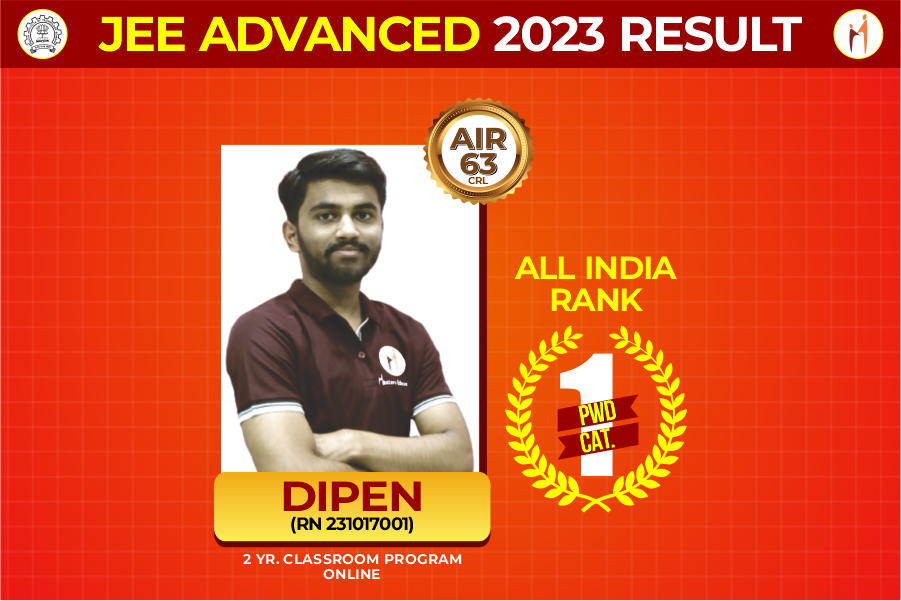 JEE ADVANCED 2023 RESULT
AIR
63
CRL
ALL INDIA
RANK
1
PWD
CAT.
DIPEN
(RN 231017001)
2 YR. CLASSROOM PROGRAM
ONLINE